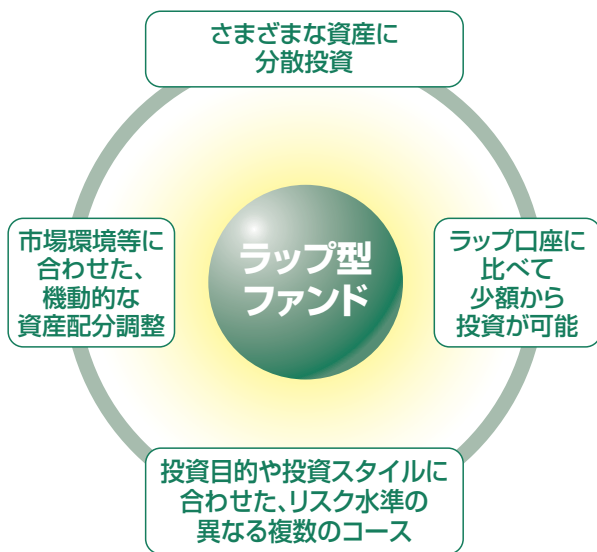 さまざまな資産に
分散投資
市場環境等に
合わせた、
機動的な
資産配分調整
ラップ型
ファンド
ラップ口座に
比べて
少額から
投資が可能
投資目的や投資スタイルに
合わせた、リスク水準の
異なる複数のコース